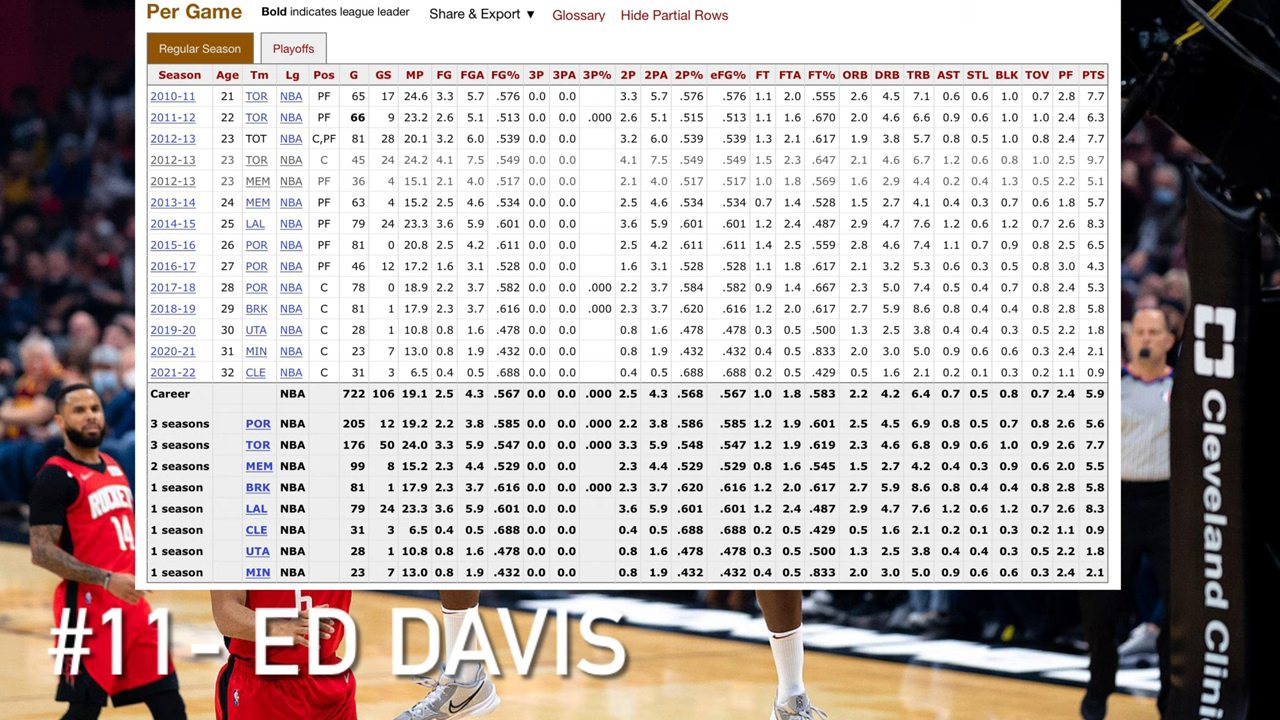 Per Game Bold indicates league leader Share & Export ▼ Glossary Hide Partial Rows
Regular Season Playoffs
Season Age Tm Lg Pos G GS MP FG FGA FG% 3P 3PA 3P% 2P 2PA 2P% eFG% FT FTA FT% ORB DRB TRB AST STL BLK TOV PF PTS
2010-11 21 TOR NBA PF 65 17 24.6 3.3 5.7 .576 0.0 0.0 3.3 5.7 .576 .576 1.1 2.0 .555 2.6 4.5 7.1 0.6 0.6 1.0 0.7 2.8 7.7
2011-12 22 TOR NBA PF 66 9 23.2 2.6 5.1 .513 0.0 0.0 .000 2.6 5.1 .515 .513 1.1 1.6 .670 2.0 4.6 6.6 0.9 0.6 1.0 1.0 2.4 6.3
2012-13 23 TOT NBA C,PF 81 28 20.1 3.2 6.0 .539 0.0 0.0 3.2 6.0 .539 .539 1.3 2.1 .617 1.9 3.8 5.7 0.8 0.5 1.0 0.8 2.4 7.7
2012-13 23 TOR NBA C 45 24 24.2 4.1 7.5 .549 0.0 0.0 4.1 7.5 .549 .549 1.5 2.3 .647 2.1 4.6 6.7 1.2 0.6 0.8 1.0 2.5 9.7
2012-13 23 MEM NBA PF 36 4 15.1 2.1 4.0 .517 0.0 0.0 2.1 4.0 .517 .517 1.0 1.8 .569 1.6 2.9 4.4 0.2 0.4 1.3 0.5 2.2 5.1
2013-14 24 MEM NBA PF 63 4 15.2 2.5 4.6 .534 0.0 0.0 2.5 4.6 .534 .534 0.7 1.4 .528 1.5 2.7 4.1 0.4 0.3 0.7 0.6 1.8 5.7
2014-15 25 LAL NBA PF 79 24 23.3 3.6 5.9 .601 0.0 0.0 3.6 5.9 .601 .601 1.2 2.4 .487 2.9 4.7 7.6 1.2 0.6 1.2 0.7 2.6 8.3
2015-16 26 POR NBA PF 81 0 20.8 2.5 4.2 .611 0.0 0.0 2.5 4.2 .611 .611 1.4 2.5 .559 2.8 4.6 7.4 1.1 0.7 0.9 0.8 2.5 6.5
2016-17 27 POR NBA PF 46 12 17.2 1.6 3.1 .528 0.0 0.0 1.6 3.1 .528 .528 1.1 1.8 .617 2.1 3.2 5.3 0.6 0.3 0.5 0.8 3.0 4.3
2017-18 28 POR NBA C 78 0 18.9 2.2 3.7 .582 0.0 0.0 .000 2.2 3.7 .584 .582 0.9 1.4 .667 2.3 5.0 7.4 0.5 0.4 0.7 0.8 2.4 5.3
2018-19 29 BRK NBA C 81 1 17.9 2.3 3.7 .616 0.0 0.0 .000 2.3 3.7 .620 .616 1.2 2.0 .617 2.7 5.9 8.6 0.8 0.4 0.4 0.8 2.8 5.8
2019-20 30 UTA NBA C 28 1 10.8 0.8 1.6 .478 0.0 0.0 0.8 1.6 .478 .478 0.3 0.5 .500 1.3 2.5 3.8 0.4 0.4 0.3 0.5 2.2 1.8
2020-21 31 MIN NBA C 23 7 13.0 0.8 1.9 .432 0.0 0.0 0.8 1.9 .432 .432 0.4 0.5 .833 2.0 3.0 5.0 0.9 0.6 0.6 0.3 2.4 2.1
2021-22 32 CLE NBA C 31 3 6.5 0.4 0.5 .688 0.0 0.0 0.4 0.5 .688 .688 0.2 0.5 .429 0.5 1.6 2.1 0.2 0.1 0.3 0.2 1.1 0.9
Career NBA 722 106 19.1 2.5 4.3 .567 0.0 0.0 .000 2.5 4.3 .568 .567 1.0 1.8 .583 2.2 4.2 6.4 0.7 0.5 0.8 0.7 2.4 5.9
3 seasons POR NBA 205 12 19.2 2.2 3.8 .585 0.0 0.0 .000 2.2 3.8 .586 .585 1.2 1.9 .601 2.5 4.5 6.9 0.8 0.5 0.7 0.8 2.6 5.6
3 seasons TOR NBA 176 50 24.0 3.3 5.9 .547 0.0 0.0 .000 3.3 5.9 .548 .547 1.2 1.9 .619 2.3 4.6 6.8 0.9 0.6 1.0 0.9 2.6 7.7
2 seasons MEM NBA 99 8 15.2 2.3 4.4 .529 0.0 0.0 2.3 4.4 .529 .529 0.8 1.6 .545 1.5 2.7 4.2 0.4 0.3 0.9 0.6 2.0 5.5
1 season BRK NBA 81 1 17.9 2.3 3.7 .616 0.0 0.0 .000 2.3 3.7 .620 .616 1.2 2.0 .617 2.7 5.9 8.6 0.8 0.4 0.4 0.8 2.8 5.8
1 season LAL NBA 79 24 23.3 3.6 5.9 .601 0.0 0.0 3.6 5.9 .601 .601 1.2 2.4 .487 2.9 4.7 7.6 1.2 0.6 1.2 0.7 2.6 8.3
1 season CLE NBA 31 3 6.5 0.4 0.5 .688 0.0 0.0 0.4 0.5 .688 .688 0.2 0.5 .429 0.5 1.6 2.1 0.2 0.1 0.3 0.2 1.1 0.9
1 season UTA NBA 28 1 10.8 0.8 1.6 .478 0.0 0.0 0.8 1.6 .478 .478 0.3 0.5 .500 1.3 2.5 3.8 0.4 0.4 0.3 0.5 2.2 1.8
1 season MIN NBA 23 7 13.0 0.8 1.9 .432 0.0 0.0 0.8 1.9 .432 .432 0.4 0.5 .833 2.0 3.0 5.0 0.9 0.6 0.6 0.3 2.4 2.1
14
Cleveland Clini
#11- ED DAVIS